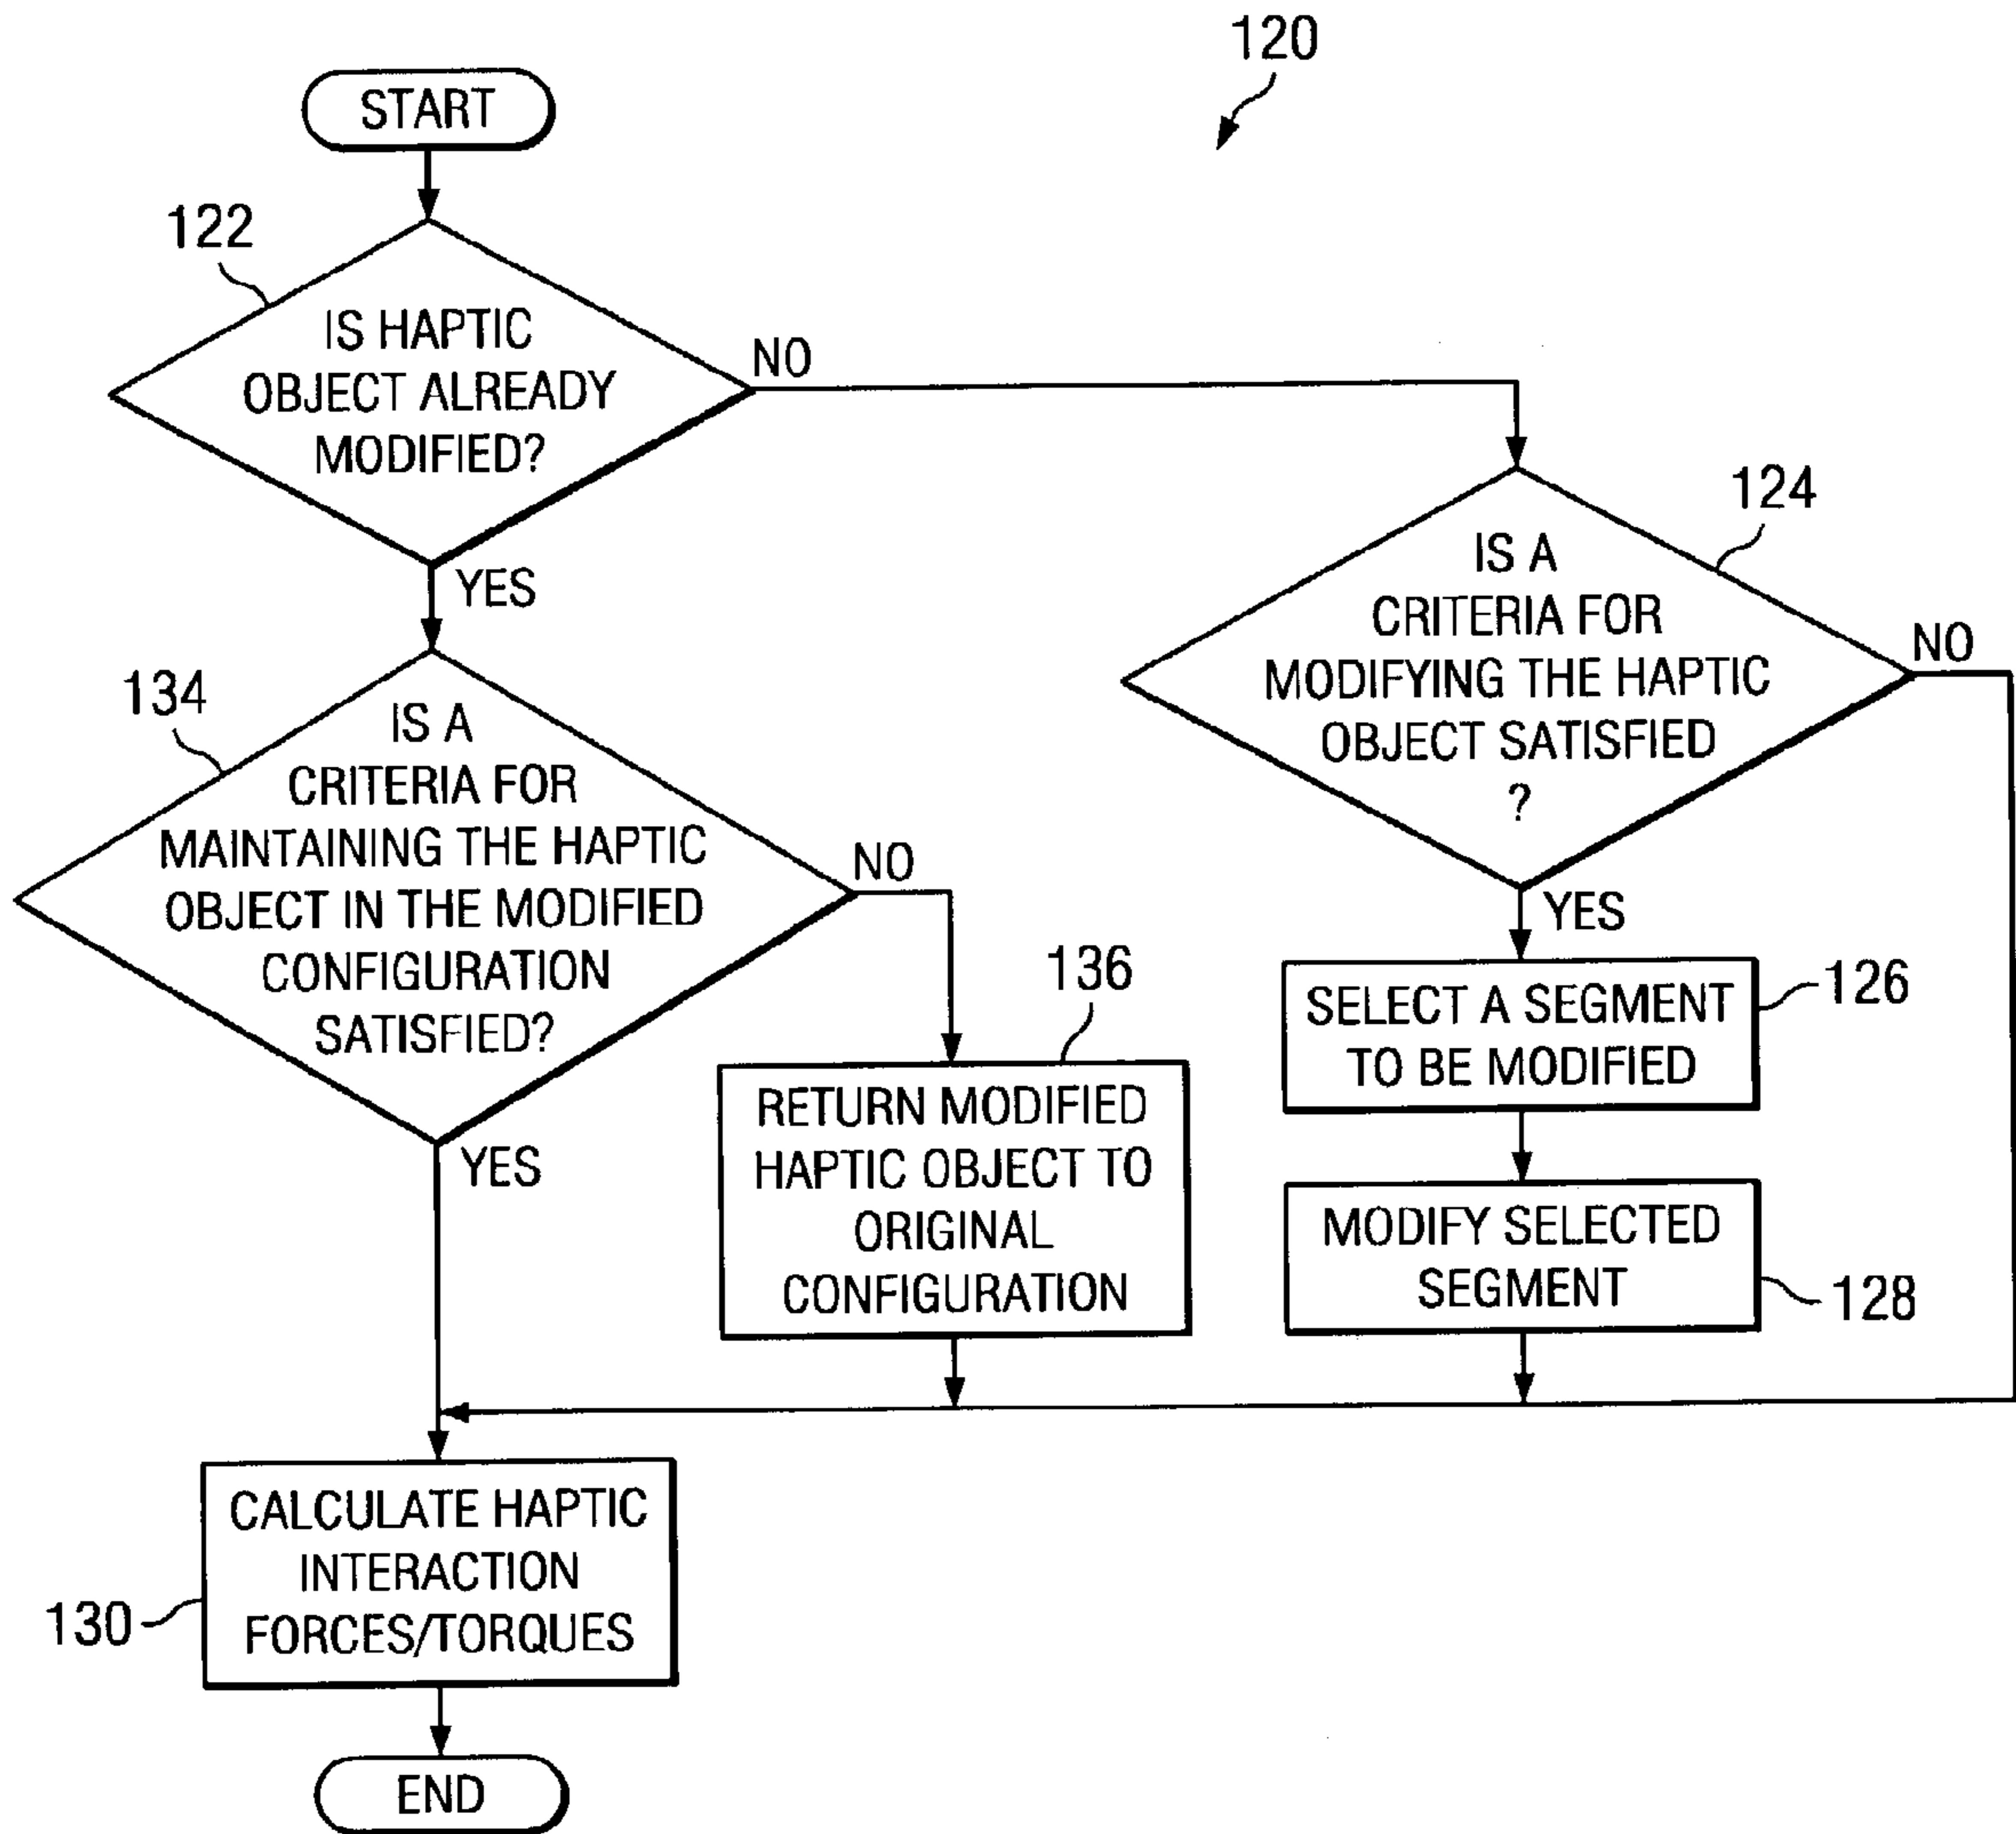 120
START
122
IS HAPTIC
OBJECT ALREADY
MODIFIED?
NO
YES
124
IS A
CRITERIA FOR
MODIFYING THE HAPTIC
OBJECT SATISFIED
?
NO
YES
134
IS A
CRITERIA FOR
MAINTAINING THE HAPTIC
OBJECT IN THE MODIFIED
CONFIGURATION
SATISFIED?
NO
YES
136
RETURN MODIFIED
HAPTIC OBJECT TO
ORIGINAL
CONFIGURATION
SELECT A SEGMENT
TO BE MODIFIED
126
MODIFY SELECTED
SEGMENT
128
CALCULATE HAPTIC
INTERACTION
FORCES/TORQUES
130
END